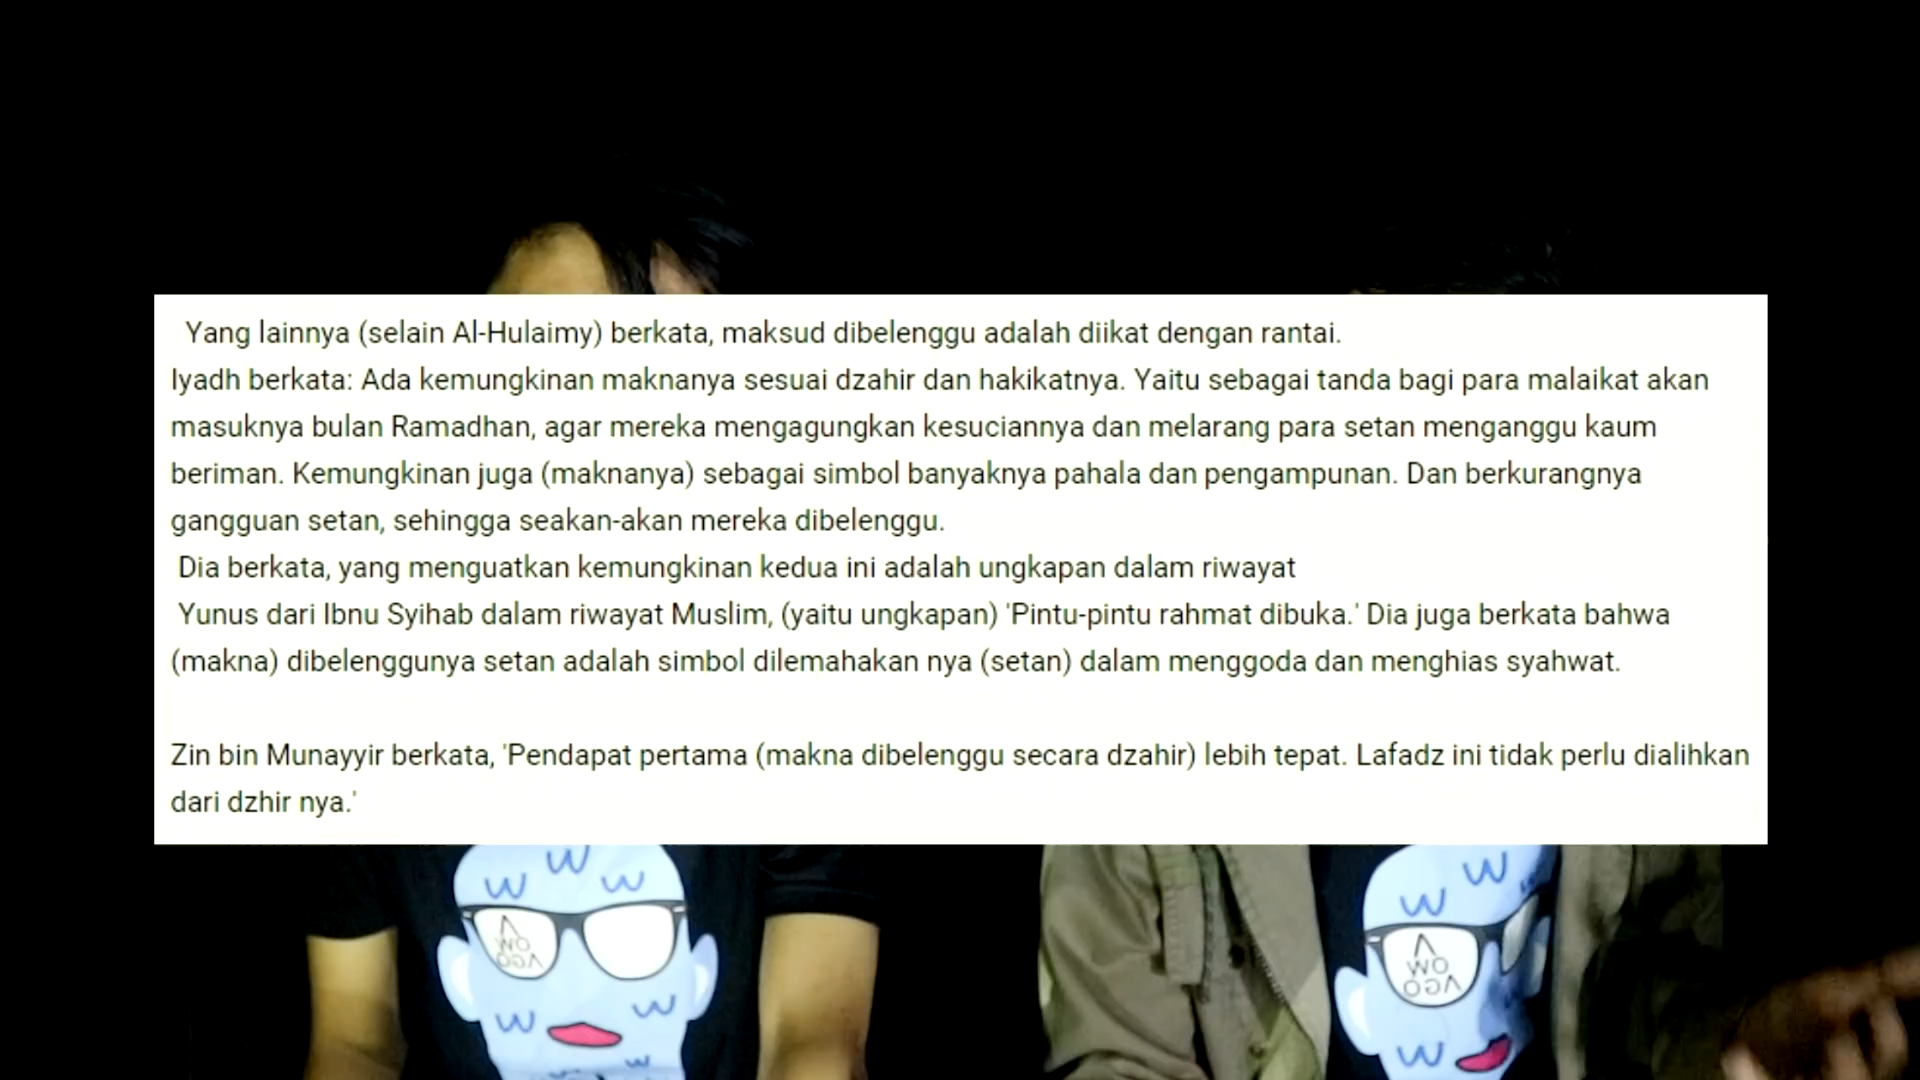 Yang lainnya (selain Al-Hulaimy) berkata, maksud dibelenggu adalah diikat dengan rantai.
Iyadh berkata: Ada kemungkinan maknanya sesuai dzahir dan hakikatnya. Yaitu sebagai tanda bagi para malaikat akan
masuknya bulan Ramadhan, agar mereka mengagungkan kesuciannya dan melarang para setan menganggu kaum
beriman. Kemungkinan juga (maknanya) sebagai simbol banyaknya pahala dan pengampunan. Dan berkurangnya
gangguan setan, sehingga seakan-akan mereka dibelenggu.
Dia berkata, yang menguatkan kemungkinan kedua ini adalah ungkapan dalam riwayat
Yunus dari Ibnu Syihab dalam riwayat Muslim, (yaitu ungkapan) 'Pintu-pintu rahmat dibuka.' Dia juga berkata bahwa
(makna) dibelenggunya setan adalah simbol dilemahakan nya (setan) dalam menggoda dan menghias syahwat.
Zin bin Munayyir berkata, 'Pendapat pertama (makna dibelenggu secara dzahir) lebih tepat. Lafadz ini tidak perlu dialihkan
dari dzhir nya.'